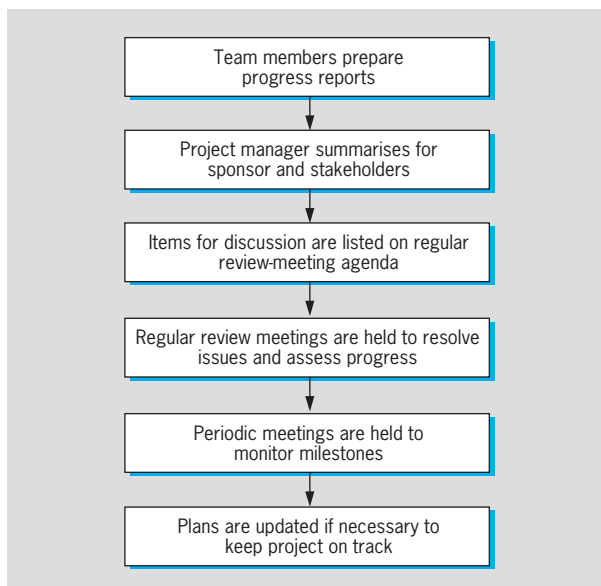 Team members prepare
progress reports
Project manager summarises for
sponsor and stakeholders
Items for discussion are listed on regular
review-meeting agenda
Regular review meetings are held to resolve
issues and assess progress
Periodic meetings are held to
monitor milestones
Plans are updated if necessary to
keep project on track